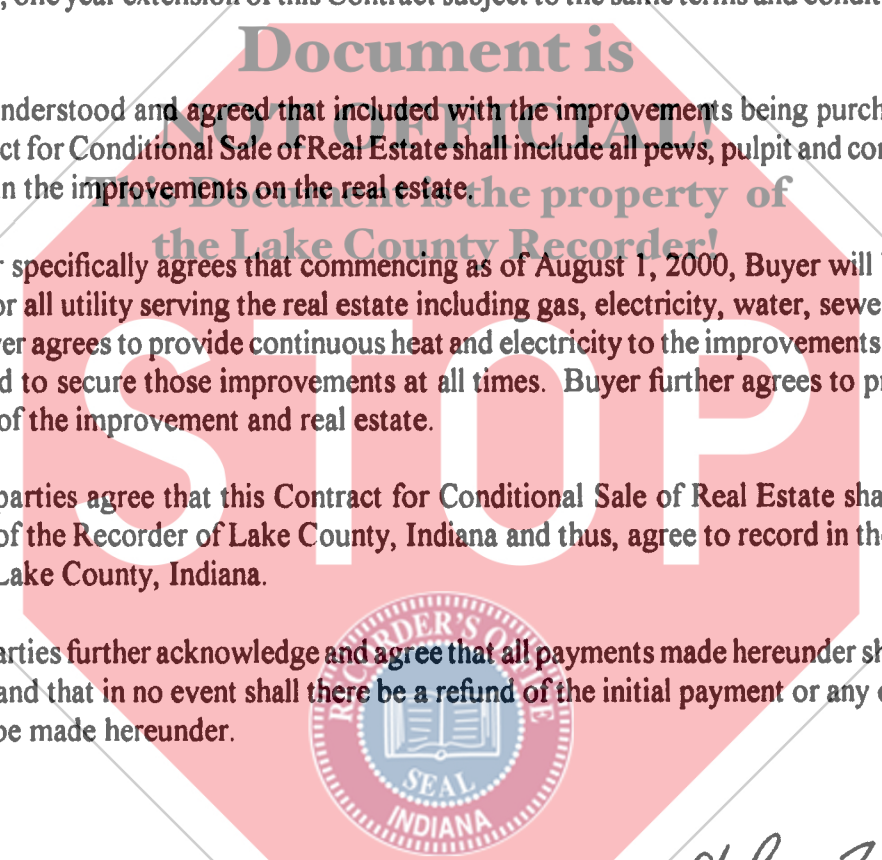 , one year extension of this Contract subject to the same terms and condit
Document is
nderstood and agreed that included with the improvements being purch
NOT OFFICIAL!
ct for Conditional Sale of Real Estate shall include all pews, pulpit and co
n the improvements on the real estate.
This Document is the property of
the Lake County Recorder!
r specifically agrees that commencing as of August 1, 2000, Buyer will
or all utility serving the real estate including gas, electricity, water, sewe
er agrees to provide continuous heat and electricity to the improvements
d to secure those improvements at all times. Buyer further agrees to p
of the improvement and real estate.
STOP
parties agree that this Contract for Conditional Sale of Real Estate sha
of the Recorder of Lake County, Indiana and thus, agree to record in th
Lake County, Indiana.
arties further acknowledge and agree that all payments made hereunder sh
and that in no event shall there be a refund of the initial payment or any
be made hereunder.
RECORDER'S OFFICE
SEAL
INDIANA